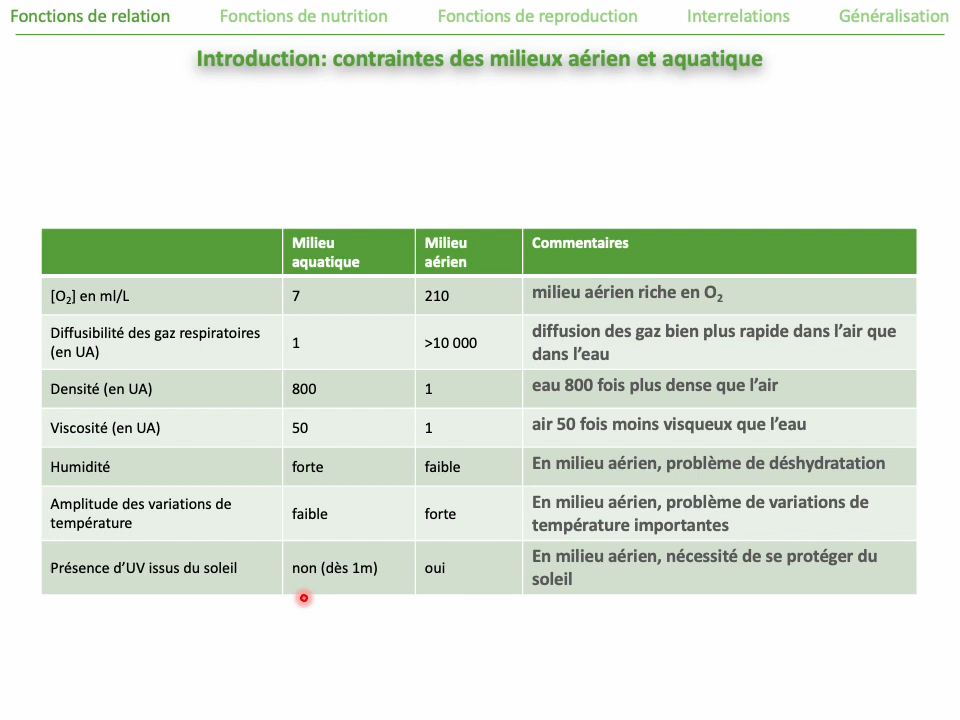 Fonctions de relation Fonctions de nutrition Fonctions de reproduction Interrelations Généralisation
Introduction: contraintes des milieux aérien et aquatique
Milieu aquatique Milieu aérien Commentaires
[O₂] en ml/L 7 210 milieu aérien riche en O₂
Diffusibilité des gaz respiratoires (en UA) 1 >10 000 diffusion des gaz bien plus rapide dans l’air que dans l’eau
Densité (en UA) 800 1 eau 800 fois plus dense que l’air
Viscosité (en UA) 50 1 air 50 fois moins visqueux que l’eau
Humidité forte faible En milieu aérien, problème de déshydratation
Amplitude des variations de température faible forte En milieu aérien, problème de variations de température importantes
Présence d’UV issus du soleil non (dès 1m) oui En milieu aérien, nécessité de se protéger du soleil